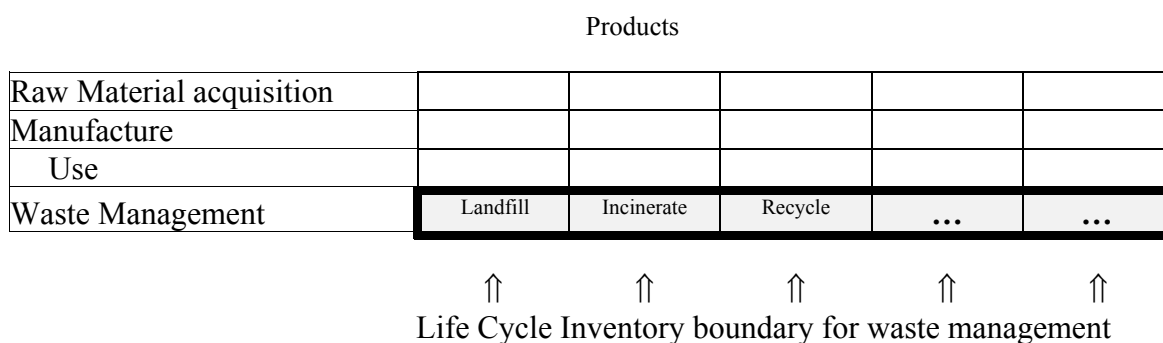 Products
Raw Material acquisition
Manufacture
Use
Waste Management Landfill Incinerate Recycle ... ...
⇑ ⇑ ⇑ ⇑ ⇑
Life Cycle Inventory boundary for waste management